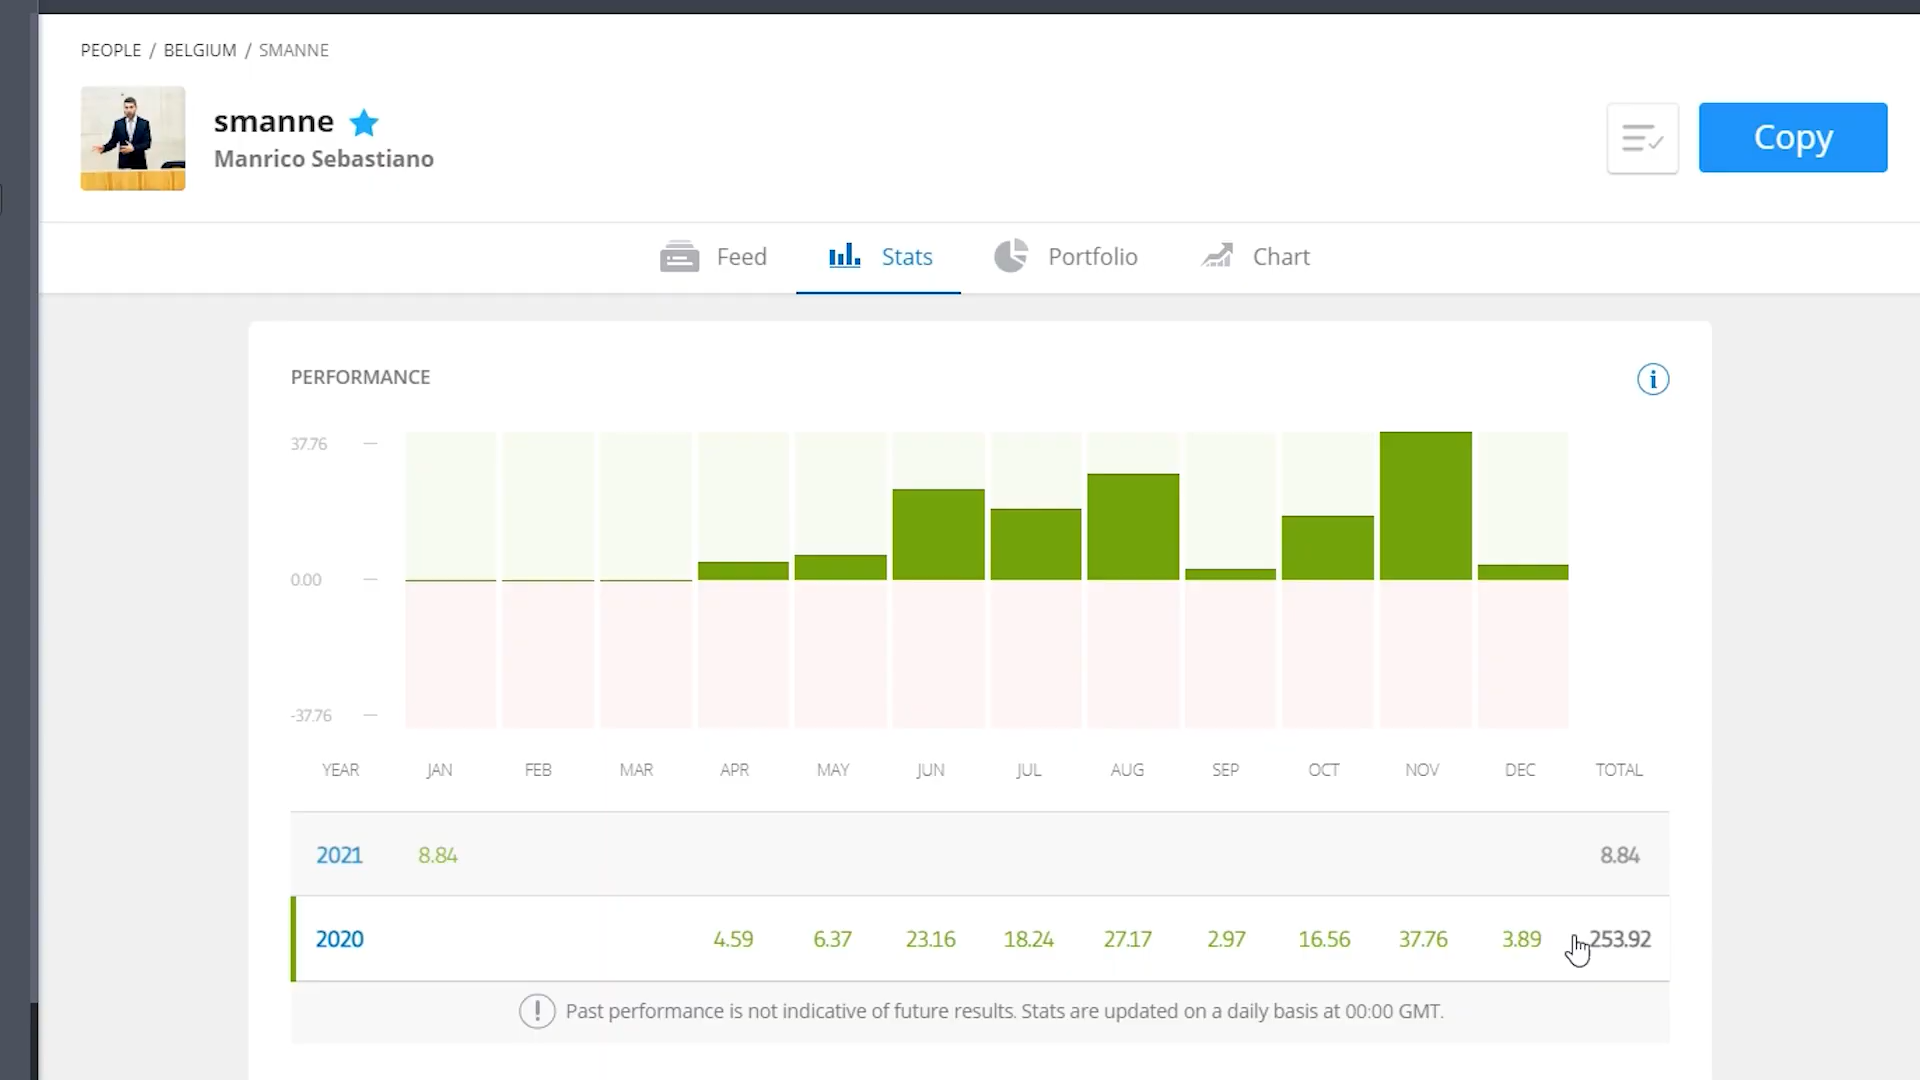 PEOPLE / BELGIUM / SMANNE
smanne
Manrico Sebastiano
Copy
Feed Stats Portfolio Chart
PERFORMANCE
37.76
0.00
-37.76
YEAR JAN FEB MAR APR MAY JUN JUL AUG SEP OCT NOV DEC TOTAL
2021 8.84 8.84
2020 4.59 6.37 23.16 18.24 27.17 2.97 16.56 37.76 3.89 253.92
Past performance is not indicative of future results. Stats are updated on a daily basis at 00:00 GMT.